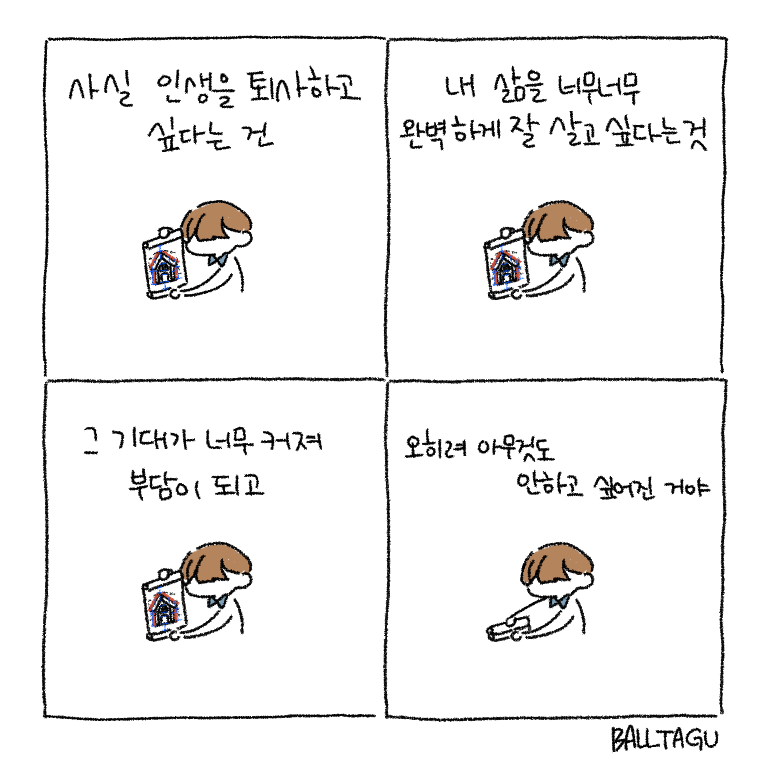 사실 인생을 퇴사하고
싶다는 건
내 삶을 너무너무
완벽하게 잘 살고 싶다는것
그 기대가 너무 커져
부담이 되고
오히려 아무것도
안하고 싶어진 거야
BALLTAGU